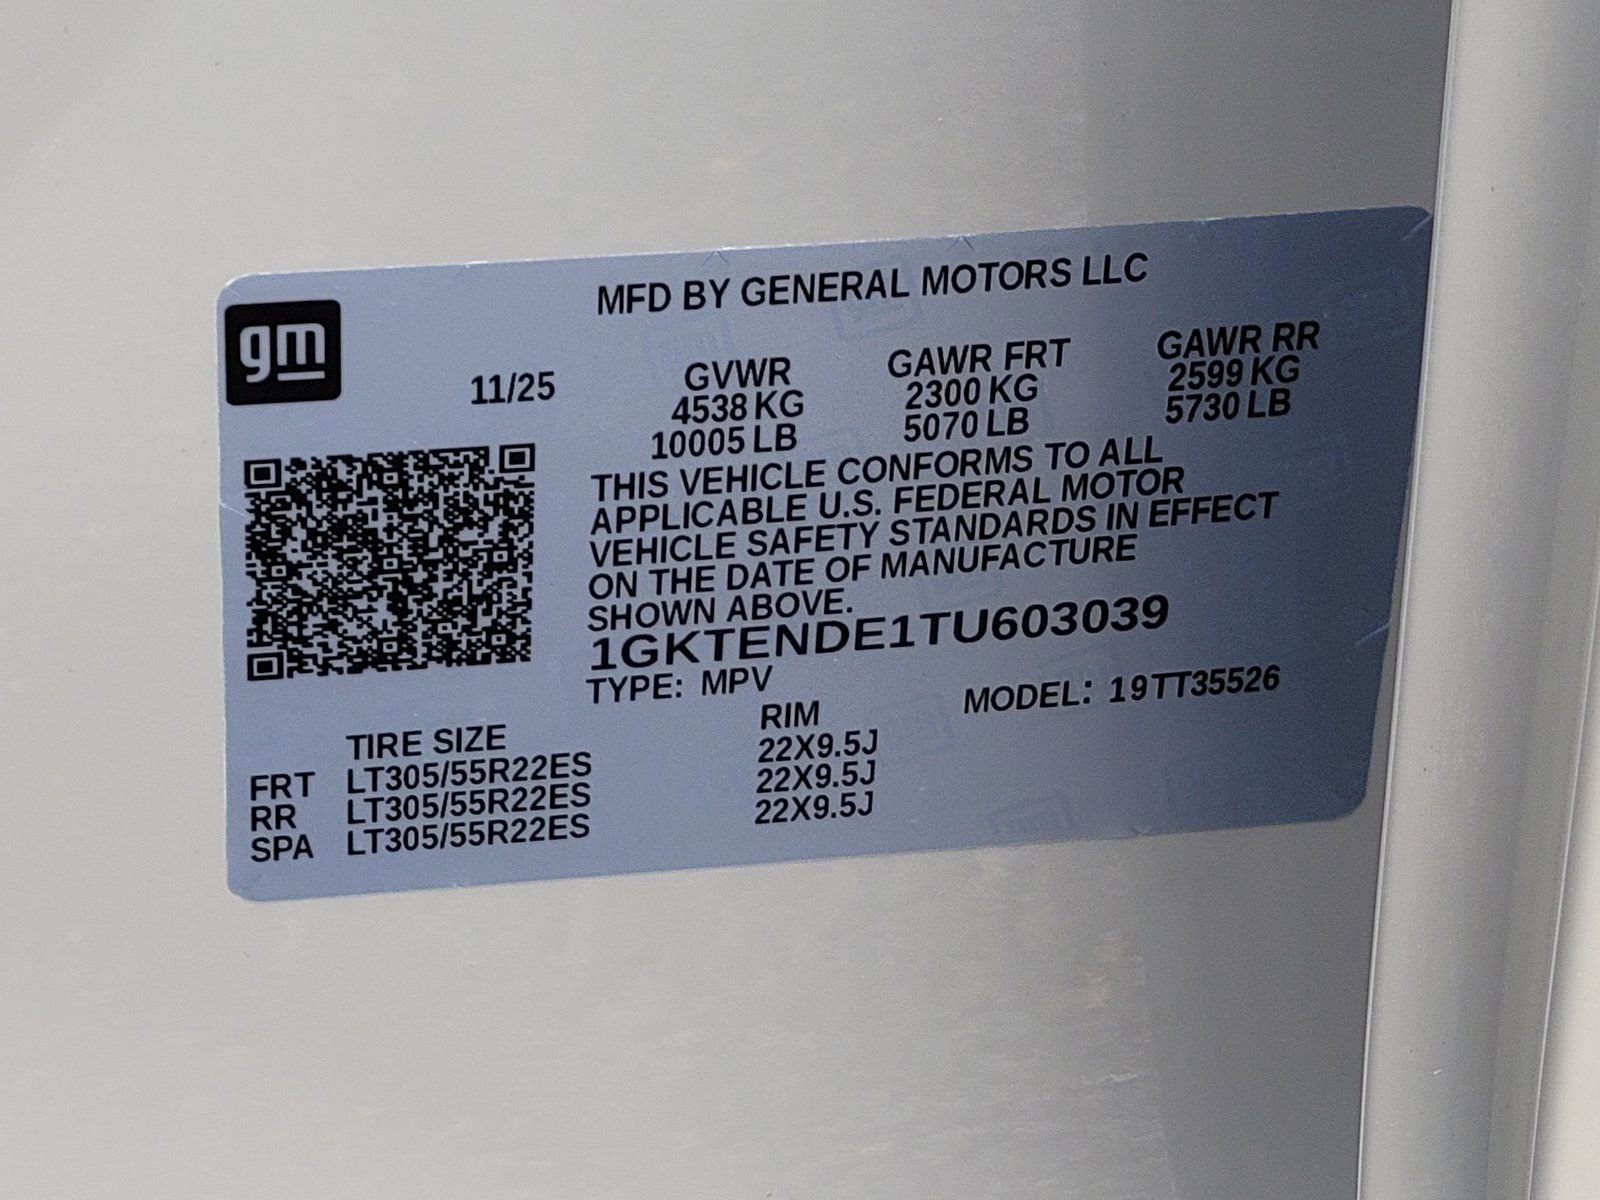 MFD BY GENERAL MOTORS LLC
gm
11/25
GVWR
4538 KG
10005 LB
GAWR FRT
2300 KG
5070 LB
GAWR RR
2599 KG
5730 LB
THIS VEHICLE CONFORMS TO ALL
APPLICABLE U.S. FEDERAL MOTOR
VEHICLE SAFETY STANDARDS IN EFFECT
ON THE DATE OF MANUFACTURE
SHOWN ABOVE.
1GKTENDE1TU603039
TYPE: MPV
MODEL: 19TT35526
TIRE SIZE RIM
FRT LT305/55R22ES 22X9.5J
RR LT305/55R22ES 22X9.5J
SPA LT305/55R22ES 22X9.5J